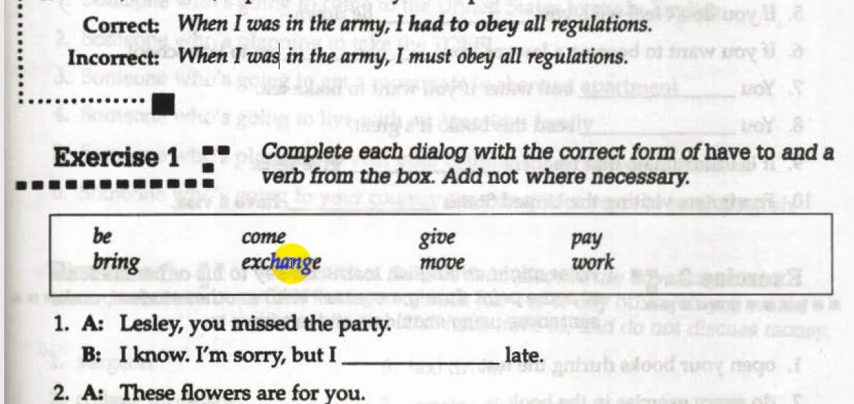 Correct: When I was in the army, I had to obey all regulations.
Incorrect: When I was in the army, I must obey all regulations.
Exercise 1
Complete each dialog with the correct form of have to and a
verb from the box. Add not where necessary.
be come give pay
bring exchange move work
1. A: Lesley, you missed the party.
B: I know. I'm sorry, but I ____________ late.
2. A: These flowers are for you.